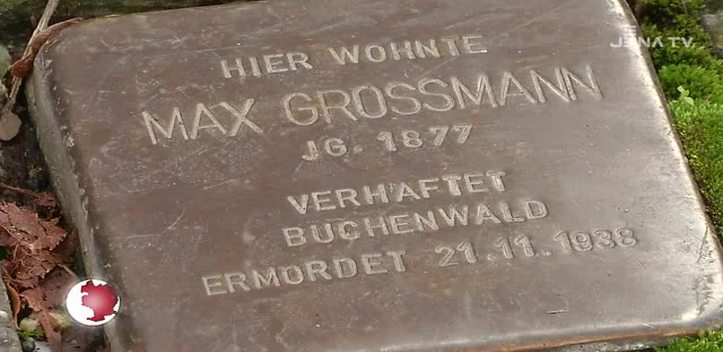 JENA TV
HIER WOHNTE
MAX GROSSMANN
JG. 1877
VERHAFTET
BUCHENWALD
ERMORDET 21.11.1938